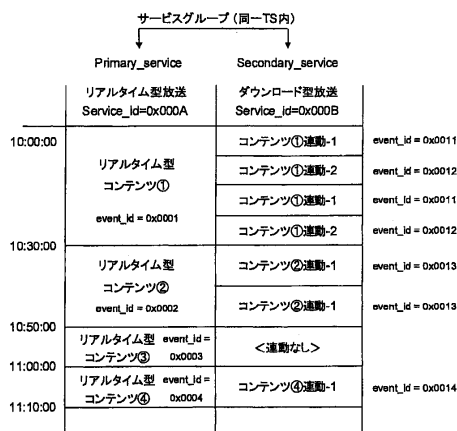 サービスグループ（同一TS内）
Primary_service
Secondary_service
リアルタイム型放送
Service_id=0x000A
ダウンロード型放送
Service_id=0x000B
10:00:00
リアルタイム型
コンテンツ①
event_id = 0x0001
コンテンツ①連動-1
event_id = 0x0011
コンテンツ①連動-2
event_id = 0x0012
コンテンツ①連動-1
event_id = 0x0011
コンテンツ①連動-2
event_id = 0x0012
10:30:00
リアルタイム型
コンテンツ②
event_id = 0x0002
コンテンツ②連動-1
event_id = 0x0013
コンテンツ②連動-1
event_id = 0x0013
10:50:00
リアルタイム型 event_id =
コンテンツ③ 0x0003
＜連動なし＞
11:00:00
リアルタイム型 event_id =
コンテンツ④ 0x0004
コンテンツ④連動-1
event_id = 0x0014
11:10:00